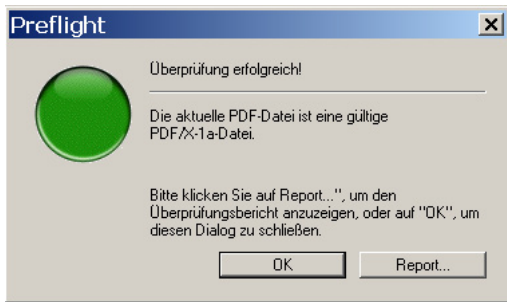 Preflight
Überprüfung erfolgreich!
Die aktuelle PDF-Datei ist eine gültige
PDF/X-1a-Datei.
Bitte klicken Sie auf Report...", um den
Überprüfungsbericht anzuzeigen, oder auf "OK", um
diesen Dialog zu schließen.
OK
Report...